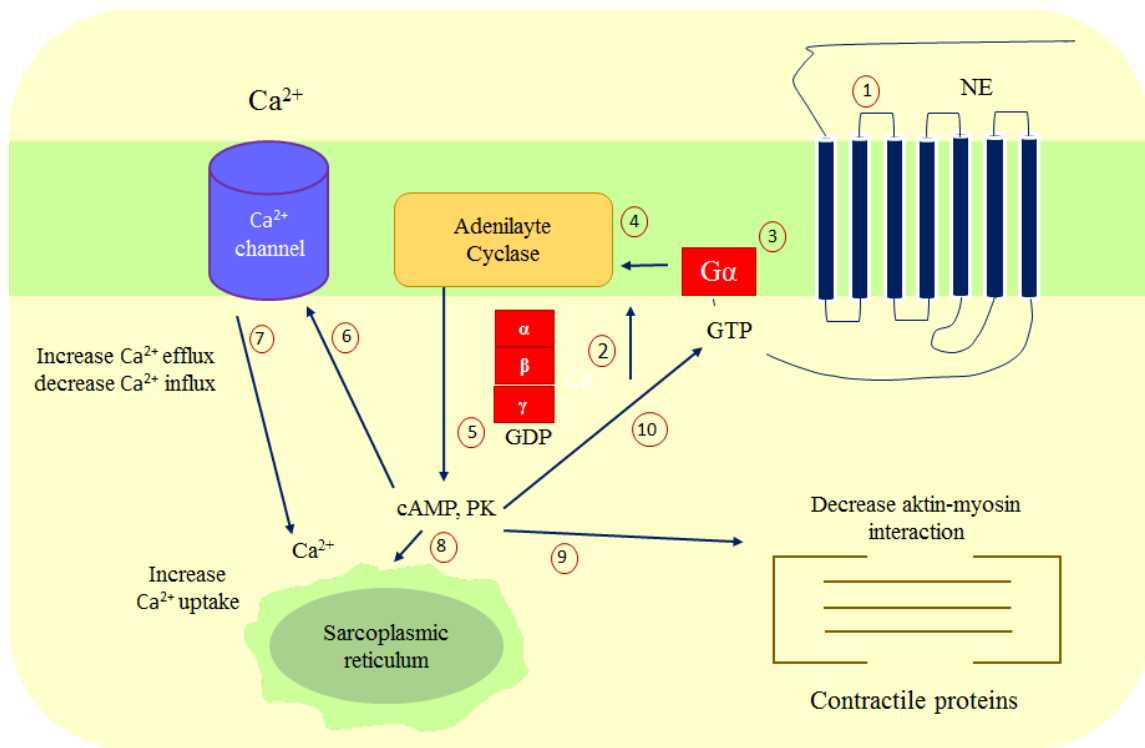 Ca²⁺
1
NE
Ca²⁺
channel
Adenilayte
Cyclase
4
3
Gα
GTP
7
6
Increase Ca²⁺ efflux
decrease Ca²⁺ influx
α
β
γ
GDP
2
Ca
5
10
cAMP, PK
8
9
Ca²⁺
Increase
Ca²⁺ uptake
Sarcoplasmic
reticulum
Decrease aktin-myosin
interaction
Contractile proteins